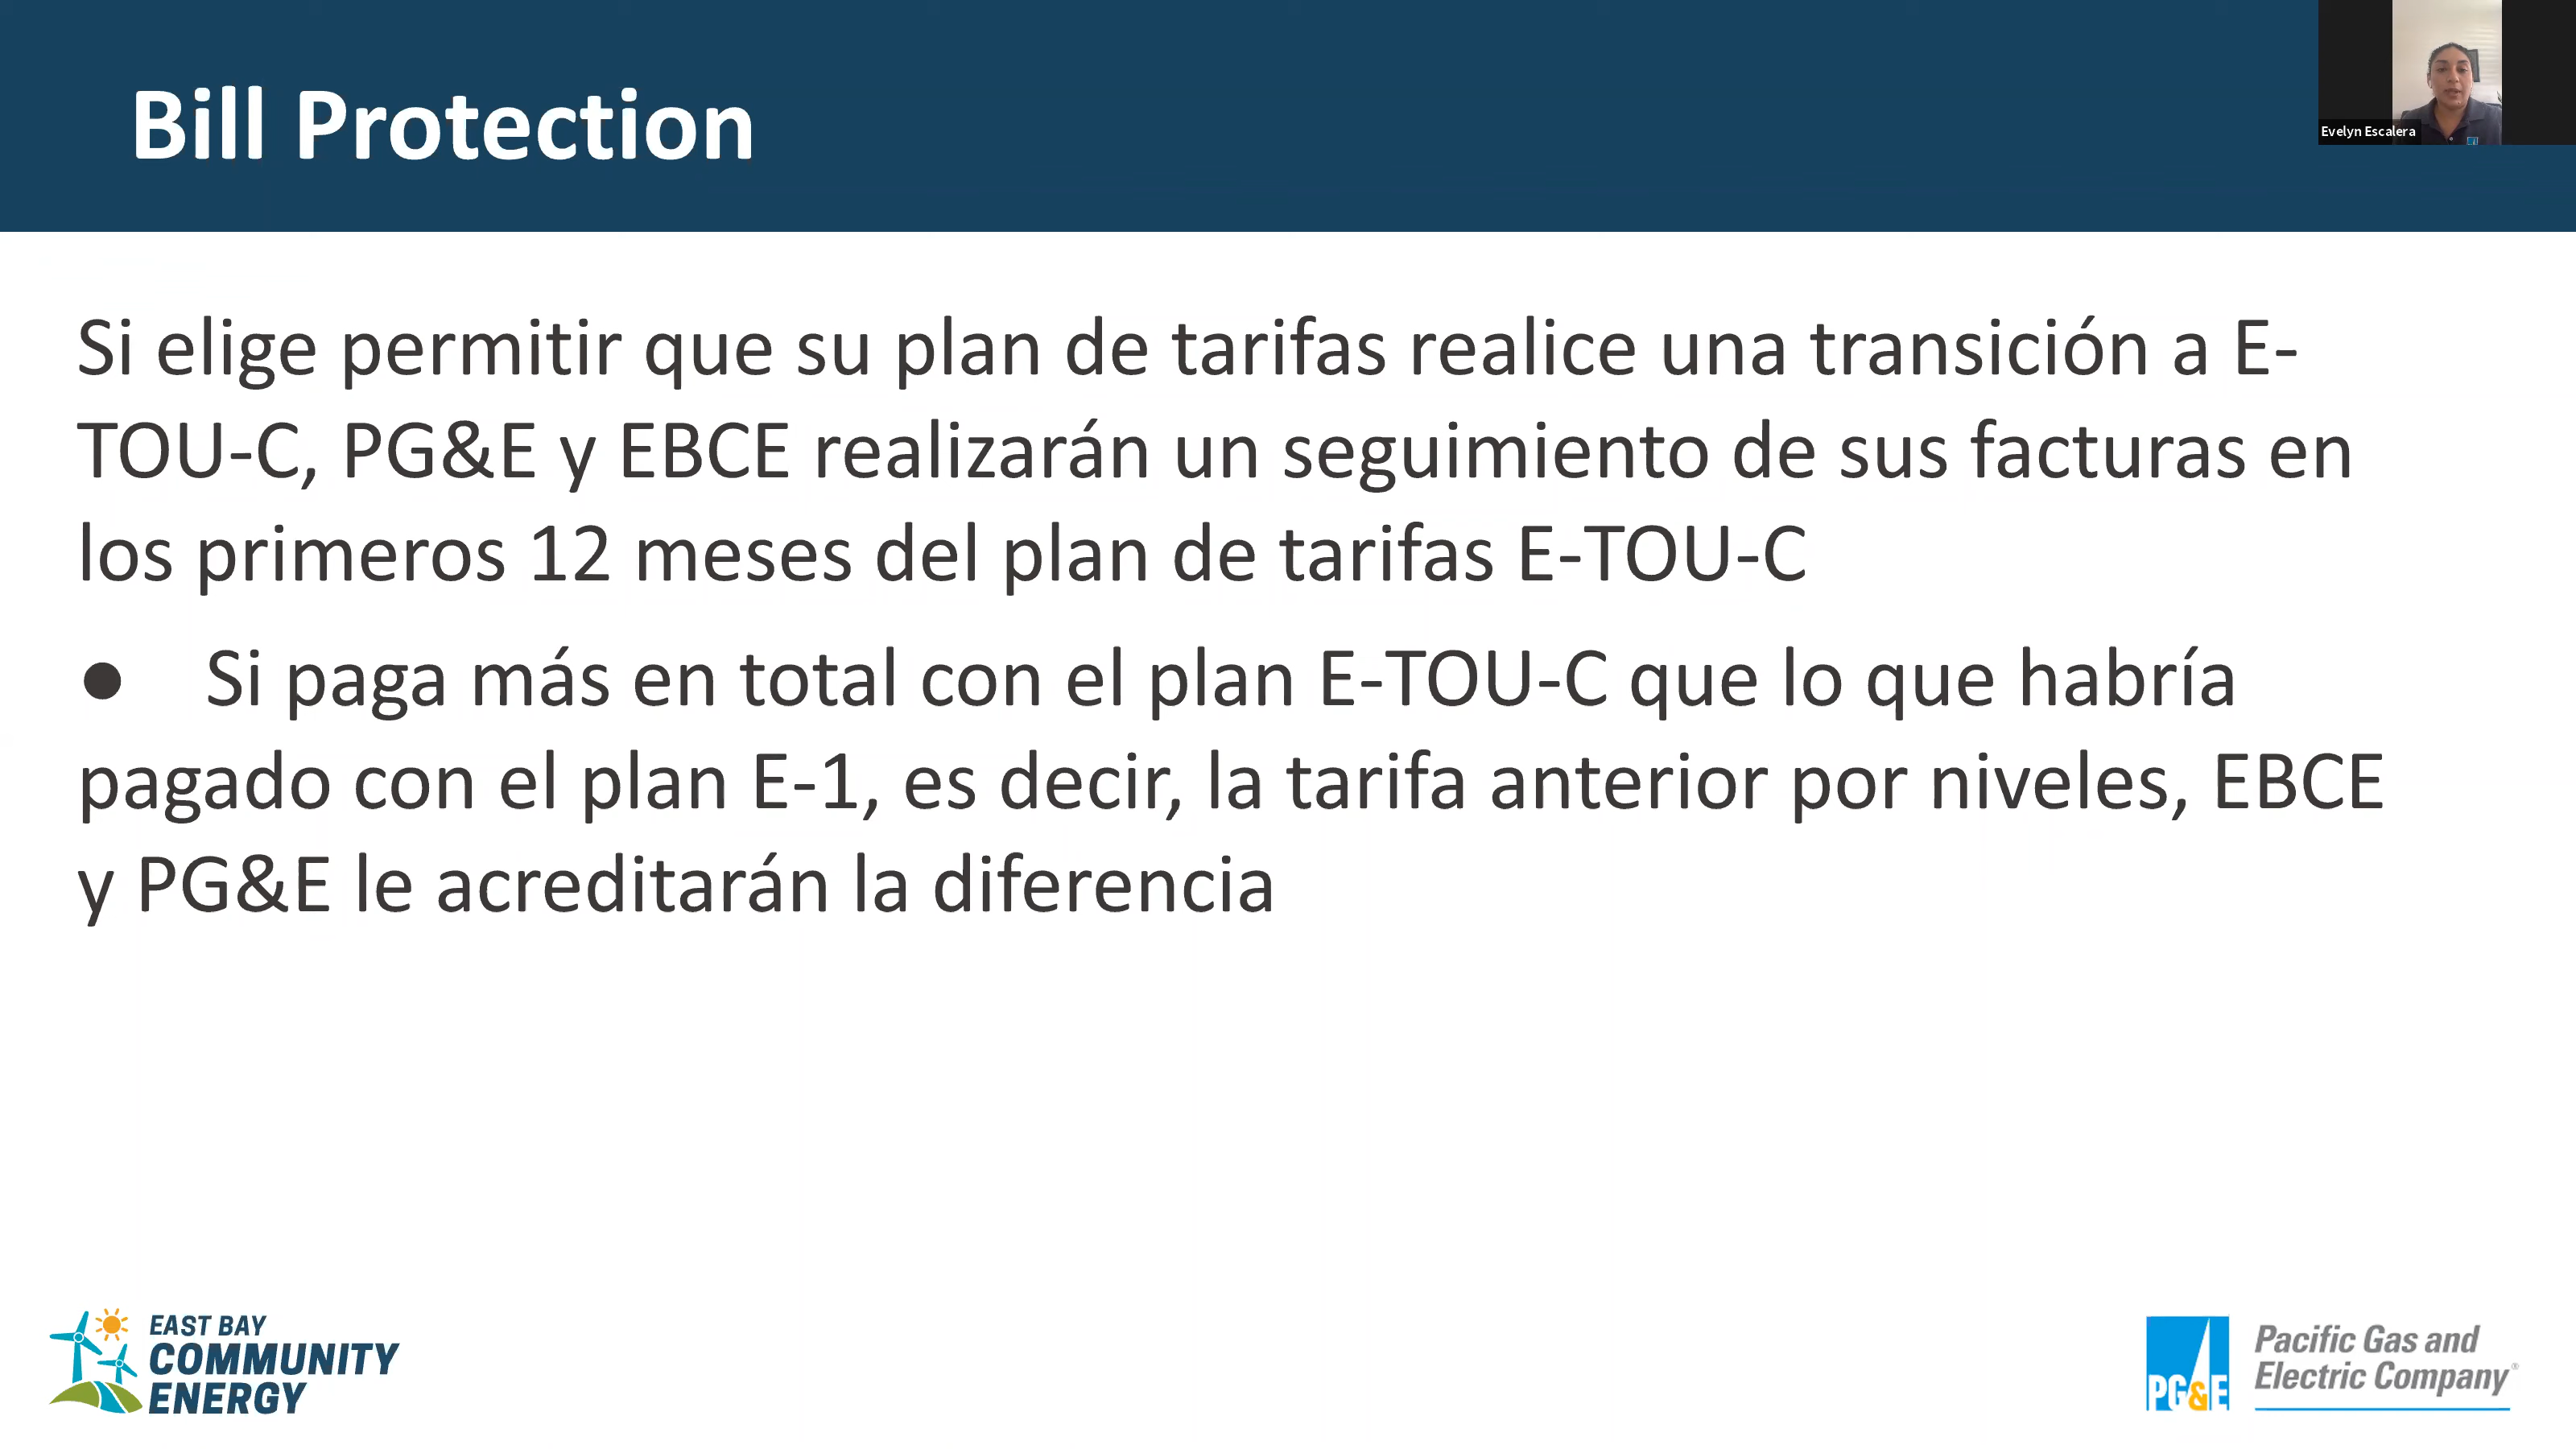 Bill Protection
Evelyn Escalera
Si elige permitir que su plan de tarifas realice una transición a E-
TOU-C, PG&E y EBCE realizarán un seguimiento de sus facturas en
los primeros 12 meses del plan de tarifas E-TOU-C
● Si paga más en total con el plan E-TOU-C que lo que habría
pagado con el plan E-1, es decir, la tarifa anterior por niveles, EBCE
y PG&E le acreditarán la diferencia
EAST BAY
COMMUNITY
ENERGY
PG&E
Pacific Gas and
Electric Company®